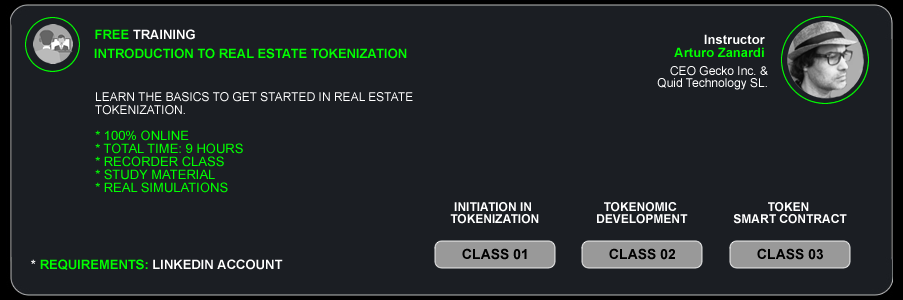 FREE TRAINING
INTRODUCTION TO REAL ESTATE TOKENIZATION
Instructor
Arturo Zanardi
CEO Gecko Inc. &
Quid Technology SL.
LEARN THE BASICS TO GET STARTED IN REAL ESTATE
TOKENIZATION.
* 100% ONLINE
* TOTAL TIME: 9 HOURS
* RECORDER CLASS
* STUDY MATERIAL
* REAL SIMULATIONS
INITIATION IN
TOKENIZATION
CLASS 01
TOKENOMIC
DEVELOPMENT
CLASS 02
TOKEN
SMART CONTRACT
CLASS 03
* REQUIREMENTS: LINKEDIN ACCOUNT